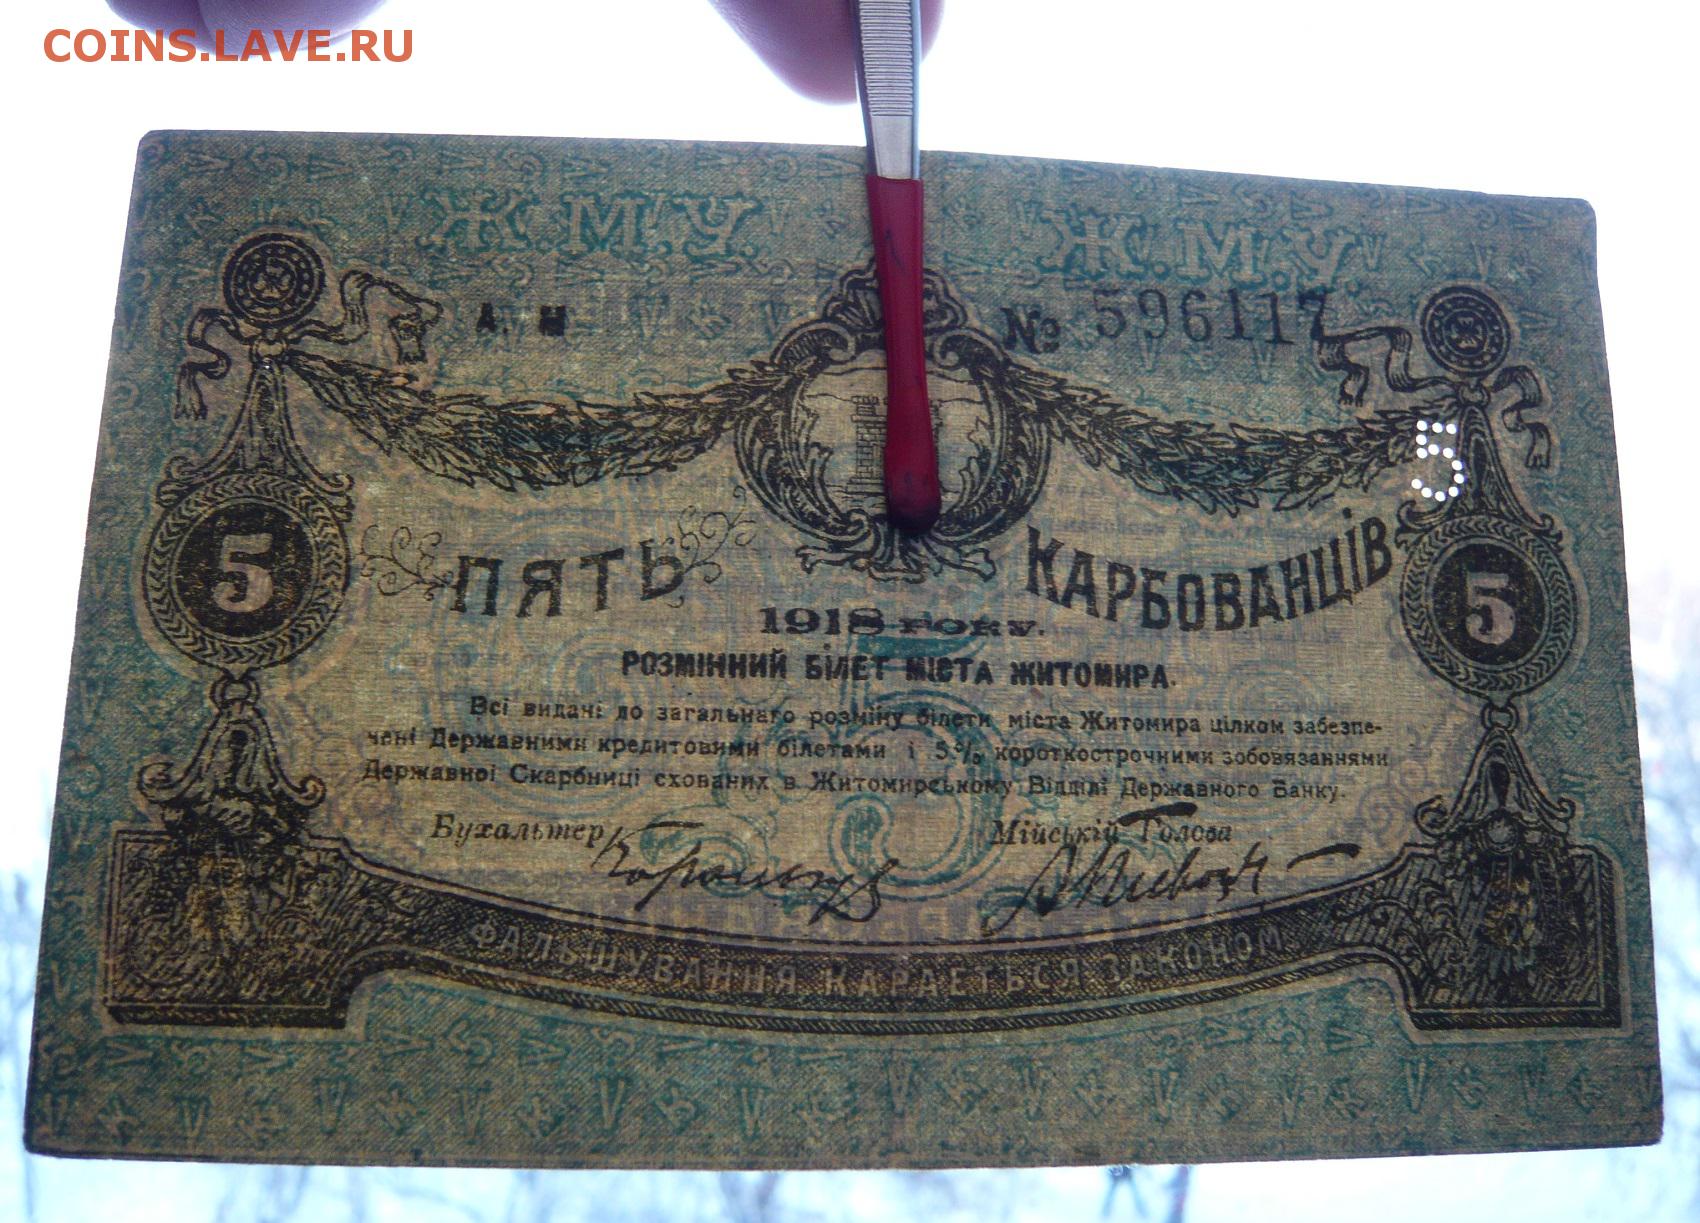 COINS.LAVE.RU
Ж.М.У. Ж.М.У.
А. М № 596117
5
ПЯТЬ КАРБОВАНЦІВ
5 5
1918 РОКУ.
РОЗМІННИЙ БІЛЕТ МІСТА ЖИТОМИРА.
Всі видані до загальнаго розміну білети міста Житомира цілком забезпе-
чені Державними кредитовими білетами і 5% короткострочними зобовязаннями
Державної Скарбниці схованих в Житомирському Відділі Державного Банку.
Бухальтер Мійській Голова
ФАЛЬШУВАННЯ КАРАЕТЬСЯ ЗАКОНОМ.